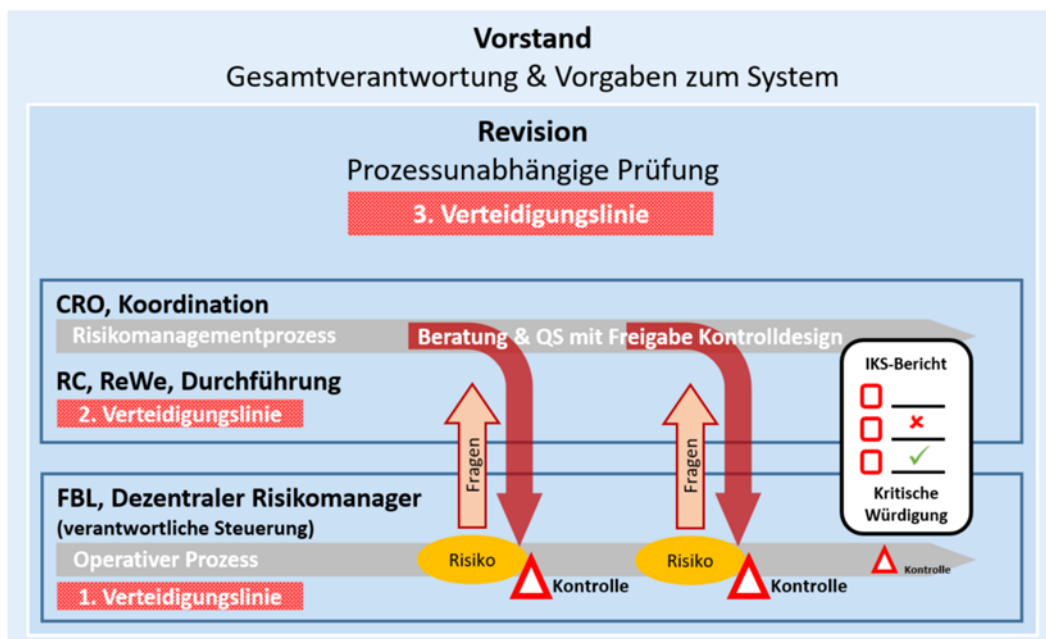 Vorstand
Gesamtverantwortung & Vorgaben zum System
Revision
Prozessunabhängige Prüfung
3. Verteidigungslinie
CRO, Koordination
Risikomanagementprozess
Beratung & QS mit Freigabe Kontrolldesign
RC, ReWe, Durchführung
2. Verteidigungslinie
Fragen
Fragen
IKS-Bericht
Kritische
Würdigung
FBL, Dezentraler Risikomanager
(verantwortliche Steuerung)
Operativer Prozess
Risiko
Kontrolle
Risiko
Kontrolle
Kontrolle
1. Verteidigungslinie